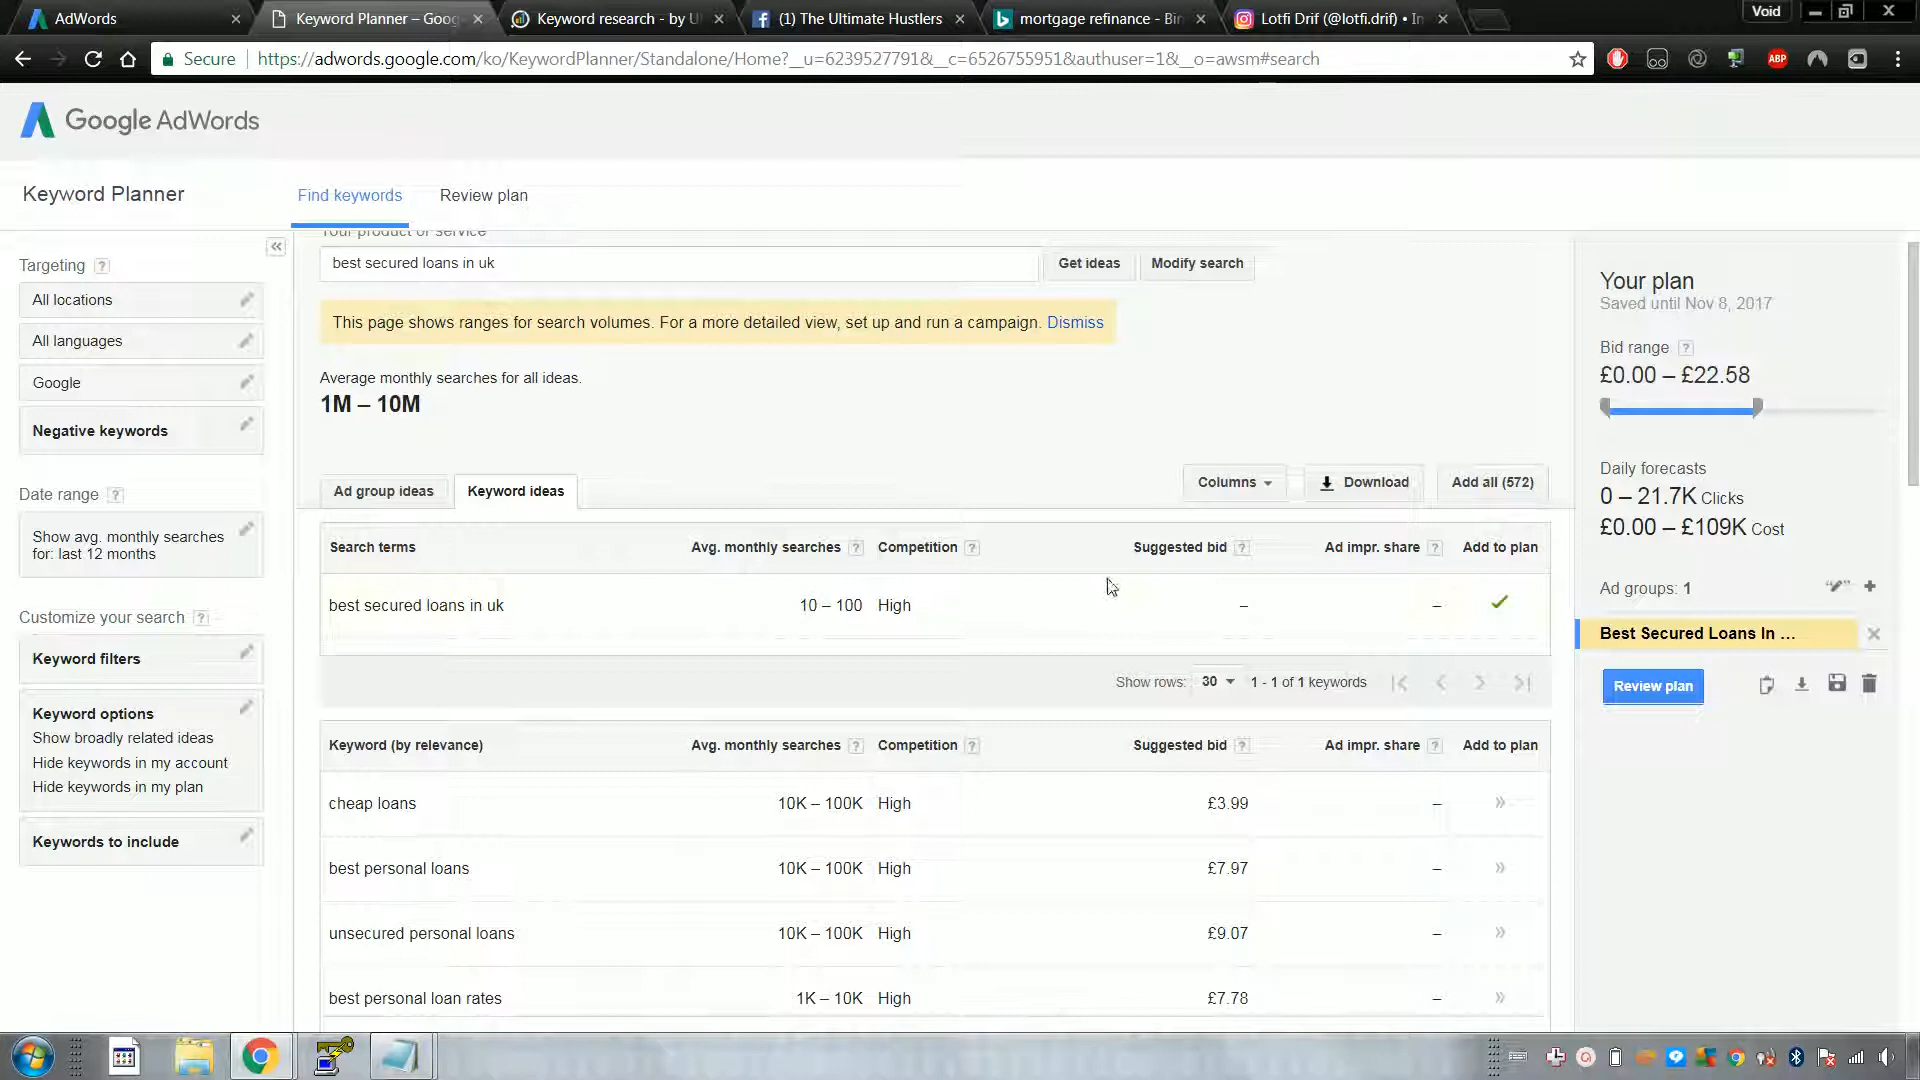 AdWords
Keyword Planner – Goog
Keyword research - by U
(1) The Ultimate Hustlers
mortgage refinance - Bin
Lotfi Drif (@lotfi.drif) • In
Void
Secure
https://adwords.google.com/ko/KeywordPlanner/Standalone/Home?__u=6239527791&__c=6526755951&authuser=1&__o=awsm#search
ABP
Google AdWords
Keyword Planner
Find keywords
Review plan
Your product or service
best secured loans in uk
Get ideas
Modify search
This page shows ranges for search volumes. For a more detailed view, set up and run a campaign. Dismiss
Average monthly searches for all ideas.
1M – 10M
Targeting ?
All locations
All languages
Google
Negative keywords
Date range ?
Show avg. monthly searches
for: last 12 months
Customize your search ?
Keyword filters
Keyword options
Show broadly related ideas
Hide keywords in my account
Hide keywords in my plan
Keywords to include
Ad group ideas
Keyword ideas
Columns
Download
Add all (572)
Search terms Avg. monthly searches ? Competition ? Suggested bid ? Ad impr. share ? Add to plan
best secured loans in uk 10 – 100 High – –
Show rows: 30 1 - 1 of 1 keywords
Keyword (by relevance) Avg. monthly searches ? Competition ? Suggested bid ? Ad impr. share ? Add to plan
cheap loans 10K – 100K High £3.99 – »
best personal loans 10K – 100K High £7.97 – »
unsecured personal loans 10K – 100K High £9.07 – »
best personal loan rates 1K – 10K High £7.78 – »
Your plan
Saved until Nov 8, 2017
Bid range ?
£0.00 – £22.58
Daily forecasts
0 – 21.7K Clicks
£0.00 – £109K Cost
Ad groups: 1
Best Secured Loans In ...
Review plan